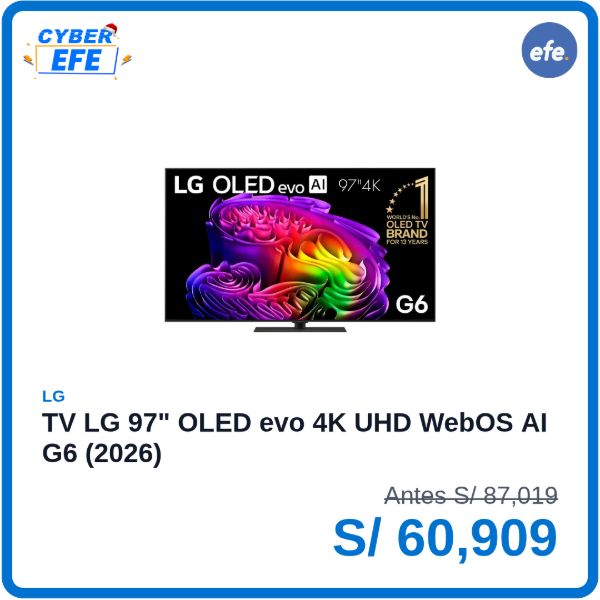 CYBER
EFE
efe.
LG OLED evo AI 97"4K
1
WORLD'S No.
OLED TV
BRAND
FOR 13 YEARS
G6
LG
TV LG 97" OLED evo 4K UHD WebOS AI
G6 (2026)
Antes S/ 87,019
S/ 60,909